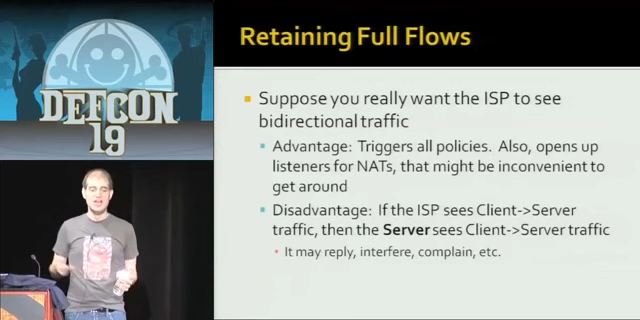 DEFCON
19
Retaining Full Flows
Suppose you really want the ISP to see
bidirectional traffic
Advantage: Triggers all policies. Also, opens up
listeners for NATs, that might be inconvenient to
get around
Disadvantage: If the ISP sees Client->Server
traffic, then the Server sees Client->Server traffic
It may reply, interfere, complain, etc.